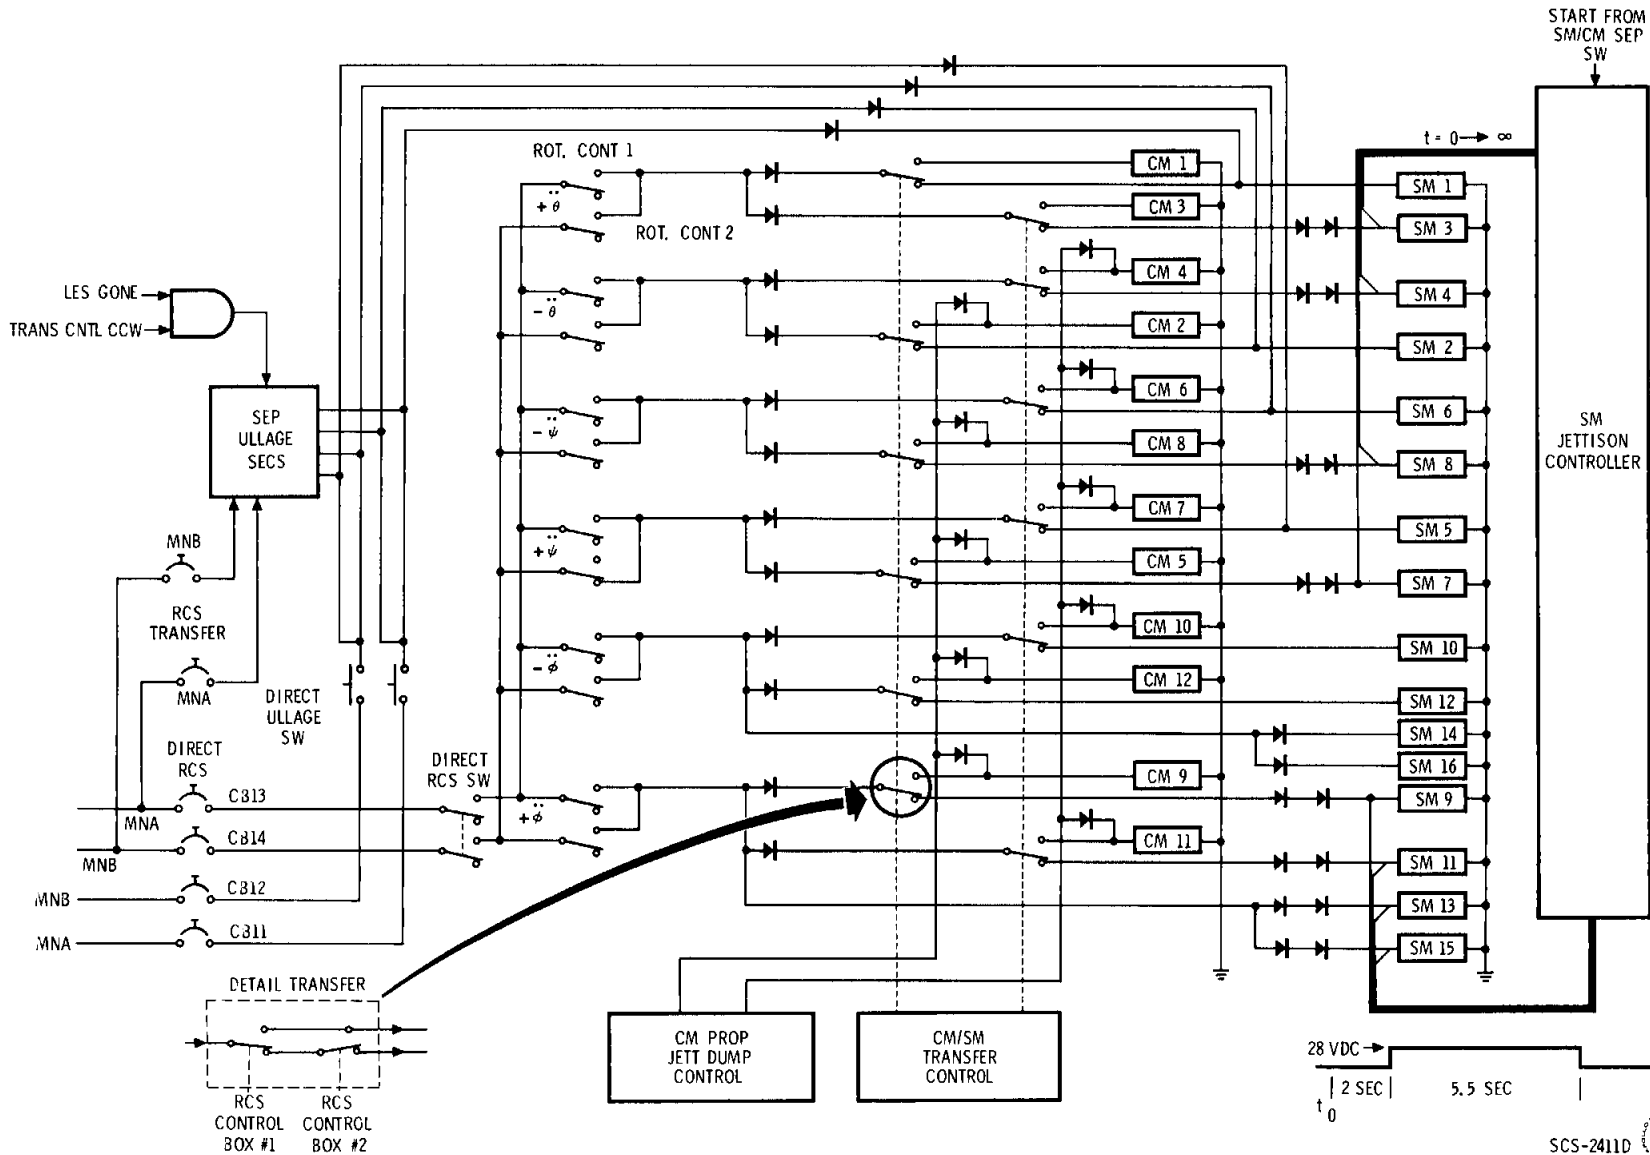 START FROM
SM/CM SEP
SW
t = 0 → ∞
ROT. CONT 1
CM 1
SM 1
+ θ̈
CM 3
SM 3
ROT. CONT 2
CM 4
SM 4
LES GONE
TRANS CNTL CCW
- θ̈
CM 2
SM 2
CM 6
SM 6
SEP
ULLAGE
SECS
- ψ̈
CM 8
SM 8
SM
JETTISON
CONTROLLER
CM 7
SM 5
MNB
+ ψ̈
CM 5
SM 7
RCS
TRANSFER
CM 10
SM 10
- φ̈
MNA
DIRECT
ULLAGE
SW
CM 12
SM 12
SM 14
SM 16
DIRECT
RCS
DIRECT
RCS SW
CM 9
SM 9
CB13
MNA
+ φ̈
CB14
MNB
CM 11
SM 11
MNB
CB12
SM 13
MNA
CB11
SM 15
DETAIL TRANSFER
RCS
CONTROL
BOX #1
RCS
CONTROL
BOX #2
CM PROP
JETT DUMP
CONTROL
CM/SM
TRANSFER
CONTROL
28 VDC
2 SEC
5.5 SEC
t0
SCS-2411D